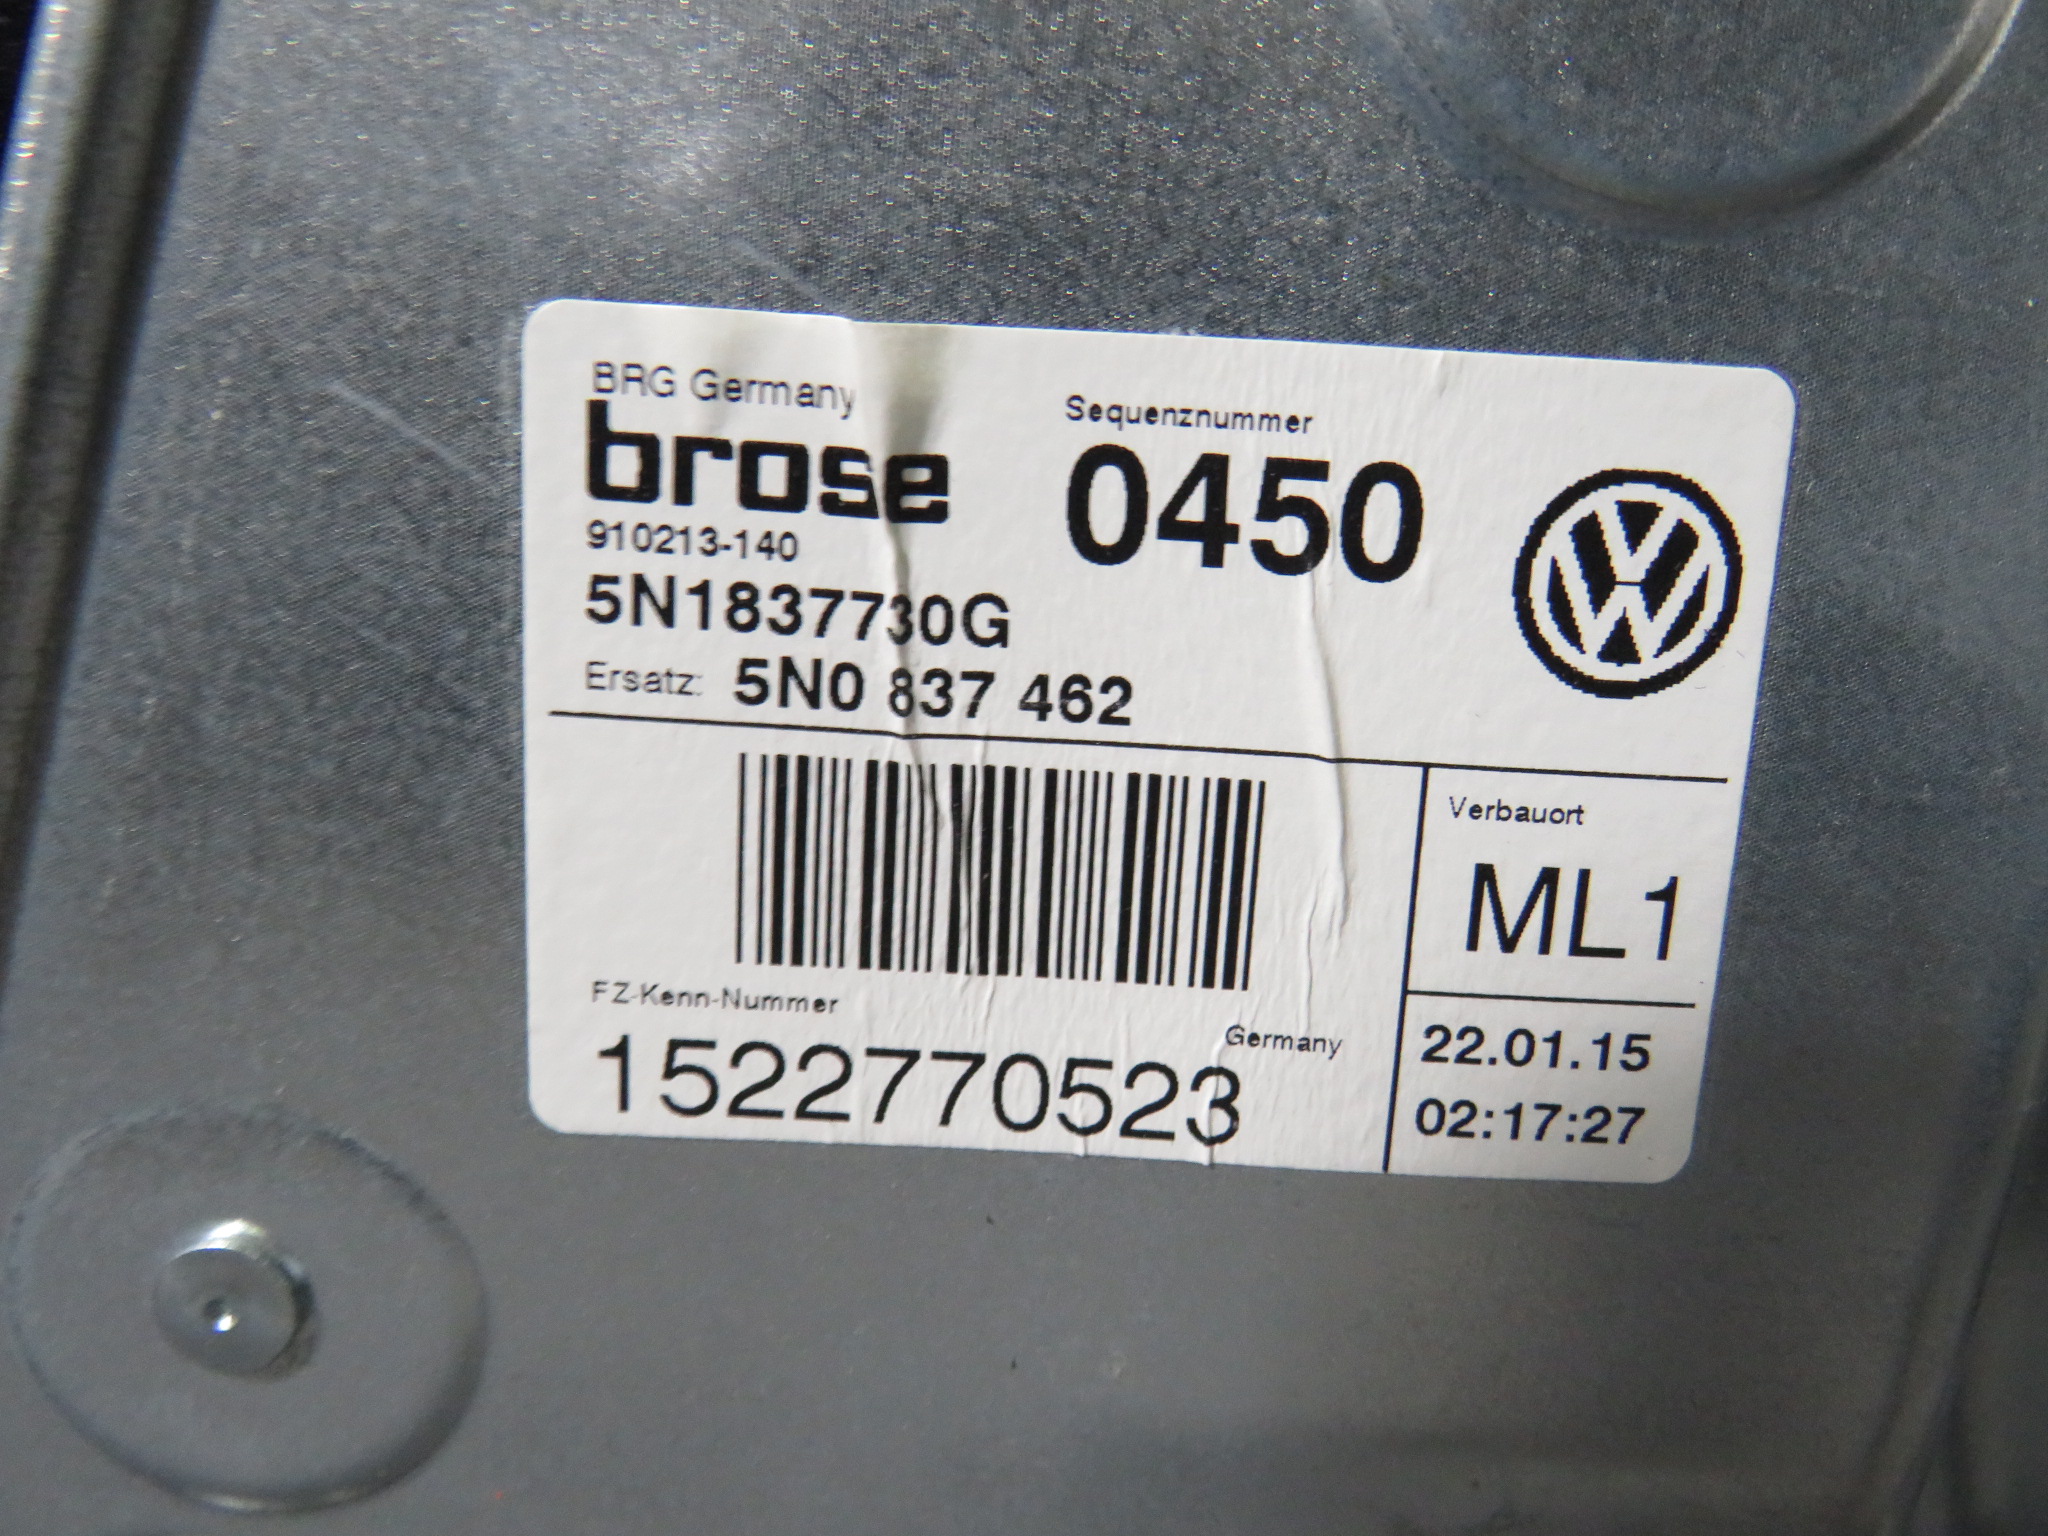 BRG Germany
brose
910213-140
5N1837730G
Ersatz: 5N0 837 462
Sequenznummer
0450
Verbauort
ML1
FZ-Kenn-Nummer
1522770523
Germany
22.01.15
02:17:27